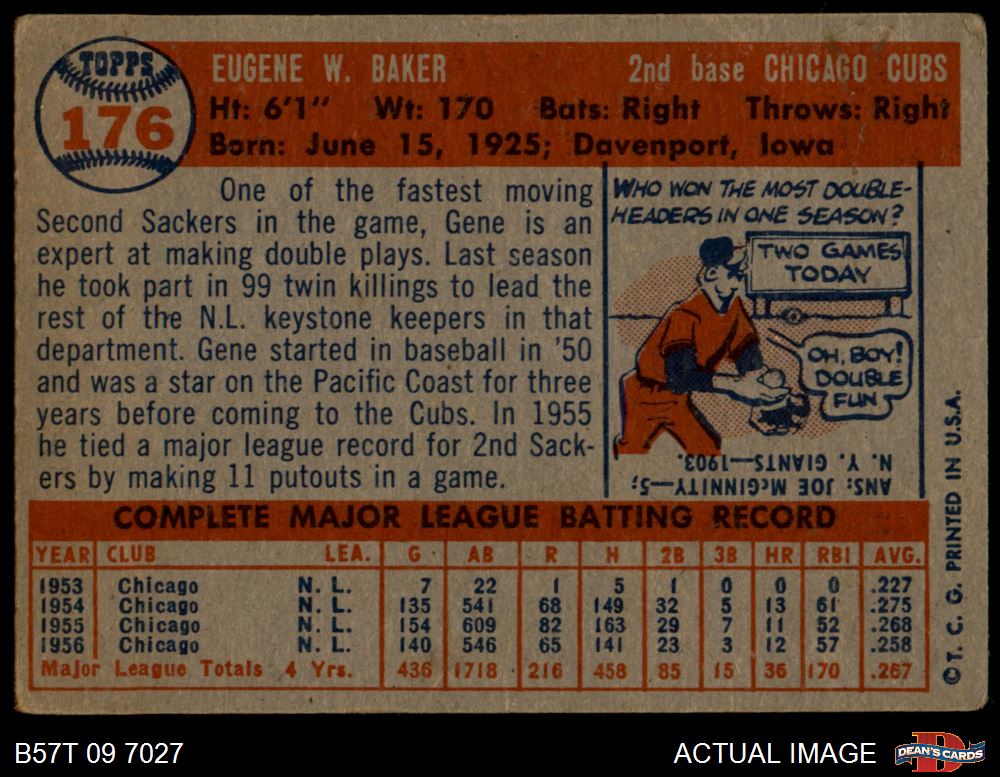 TOPPS
176
EUGENE W. BAKER 2nd base CHICAGO CUBS
Ht: 6'1" Wt: 170 Bats: Right Throws: Right
Born: June 15, 1925; Davenport, Iowa
One of the fastest moving
Second Sackers in the game, Gene is an
expert at making double plays. Last season
he took part in 99 twin killings to lead the
rest of the N.L. keystone keepers in that
department. Gene started in baseball in '50
and was a star on the Pacific Coast for three
years before coming to the Cubs. In 1955
he tied a major league record for 2nd Sack-
ers by making 11 putouts in a game.
WHO WON THE MOST DOUBLE-
HEADERS IN ONE SEASON?
TWO GAMES
TODAY
OH, BOY!
DOUBLE
FUN
ANS: JOE McGINNITY—5;
N. Y. GIANTS—1903.
COMPLETE MAJOR LEAGUE BATTING RECORD
YEAR CLUB LEA. G AB R H 2B 3B HR RBI AVG.
1953 Chicago N. L. 7 22 1 5 1 0 0 0 .227
1954 Chicago N. L. 135 541 68 149 32 5 13 61 .275
1955 Chicago N. L. 154 609 82 163 29 7 11 52 .268
1956 Chicago N. L. 140 546 65 141 23 3 12 57 .258
Major League Totals 4 Yrs. 436 1718 216 458 85 15 36 170 .267
©T. C. G. PRINTED IN U.S.A.
B57T 09 7027
ACTUAL IMAGE
DEAN'S CARDS